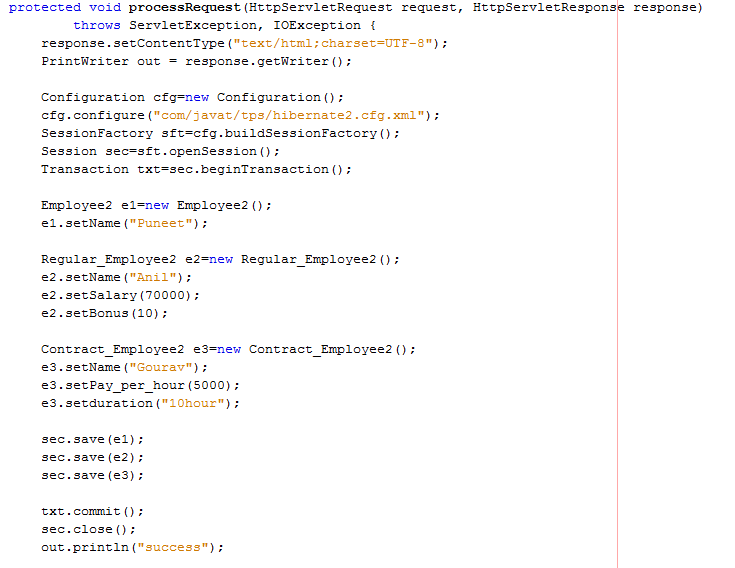 protected void processRequest(HttpServletRequest request, HttpServletResponse response)
        throws ServletException, IOException {
    response.setContentType("text/html;charset=UTF-8");
    PrintWriter out = response.getWriter();

    Configuration cfg=new Configuration();
    cfg.configure("com/javat/tps/hibernate2.cfg.xml");
    SessionFactory sft=cfg.buildSessionFactory();
    Session sec=sft.openSession();
    Transaction txt=sec.beginTransaction();

    Employee2 e1=new Employee2();
    e1.setName("Puneet");

    Regular_Employee2 e2=new Regular_Employee2();
    e2.setName("Anil");
    e2.setSalary(70000);
    e2.setBonus(10);

    Contract_Employee2 e3=new Contract_Employee2();
    e3.setName("Gourav");
    e3.setPay_per_hour(5000);
    e3.setduration("10hour");

    sec.save(e1);
    sec.save(e2);
    sec.save(e3);

    txt.commit();
    sec.close();
    out.println("success");